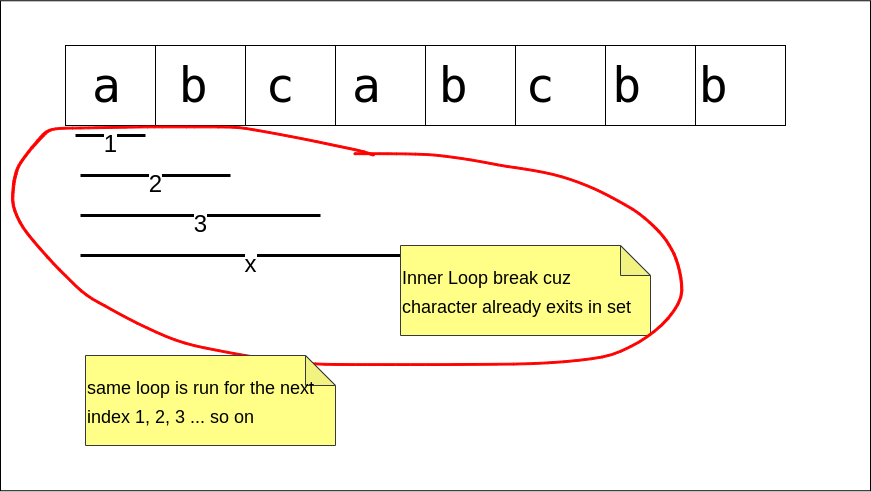 a b c a b c b b
1
2
3
x
Inner Loop break cuz
character already exits in set
same loop is run for the next
index 1, 2, 3 ... so on